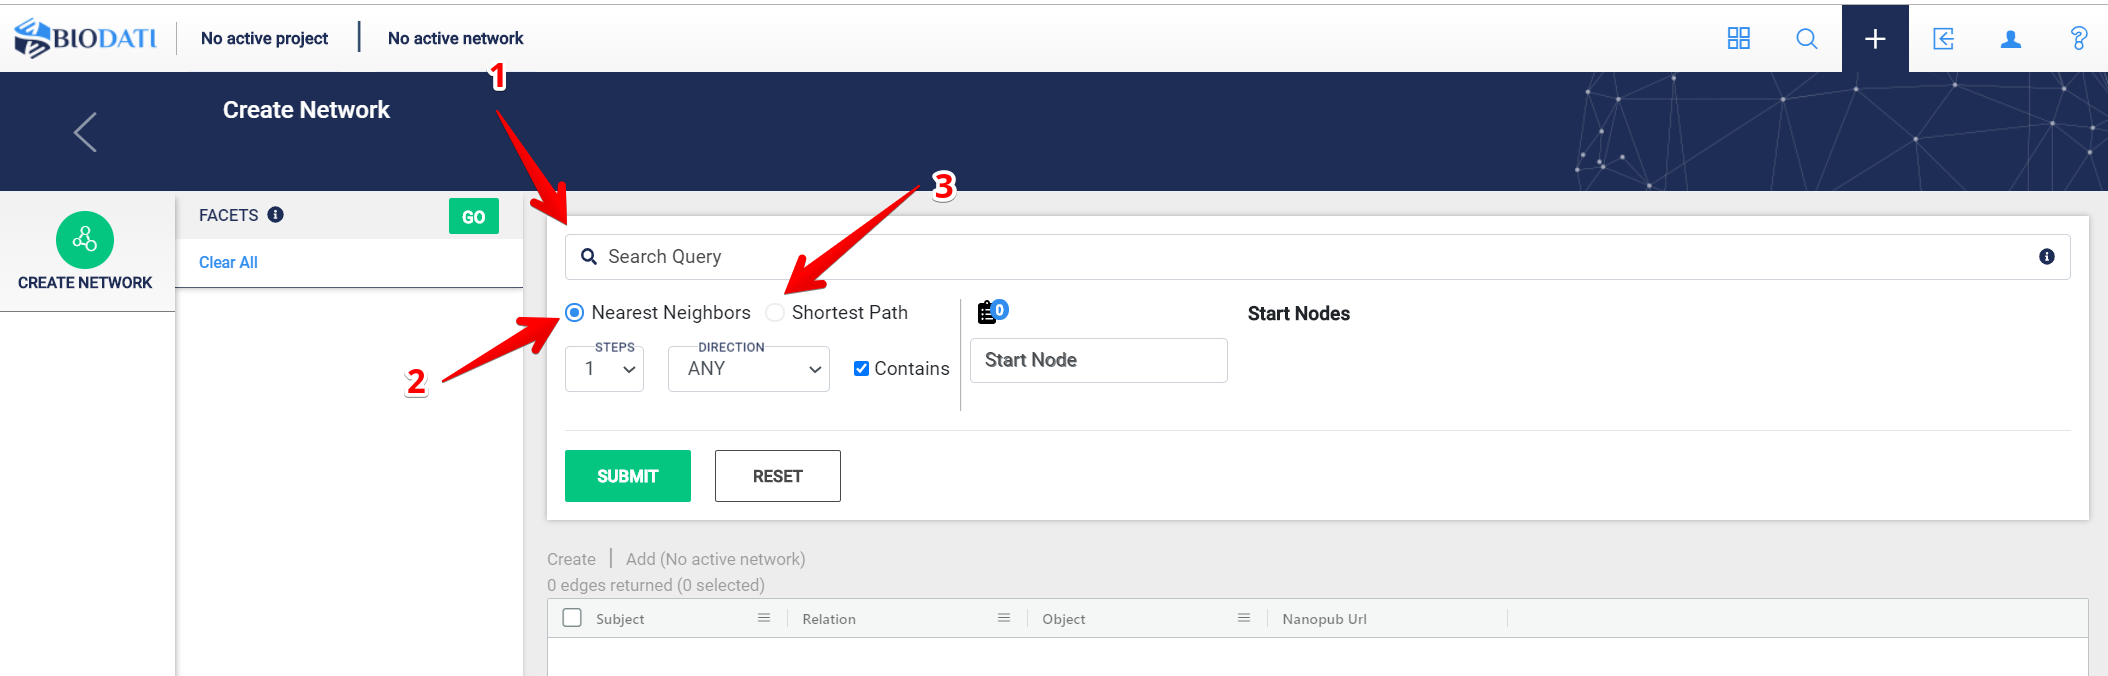 BIODATI
No active project
No active network
1
Create Network
3
FACETS
GO
Clear All
CREATE NETWORK
Search Query
Nearest Neighbors
Shortest Path
0
Start Nodes
2
STEPS
1
DIRECTION
ANY
Contains
Start Node
SUBMIT
RESET
Create
Add (No active network)
0 edges returned (0 selected)
Subject
Relation
Object
Nanopub Url